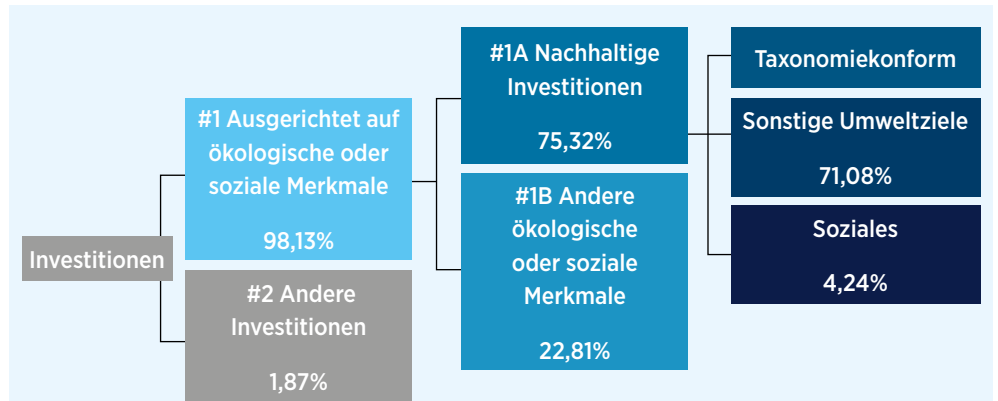 Investitionen
#1 Ausgerichtet auf
ökologische oder
soziale Merkmale
98,13%
#2 Andere
Investitionen
1,87%
#1A Nachhaltige
Investitionen
75,32%
#1B Andere
ökologische
oder soziale
Merkmale
22,81%
Taxonomiekonform
Sonstige Umweltziele
71,08%
Soziales
4,24%